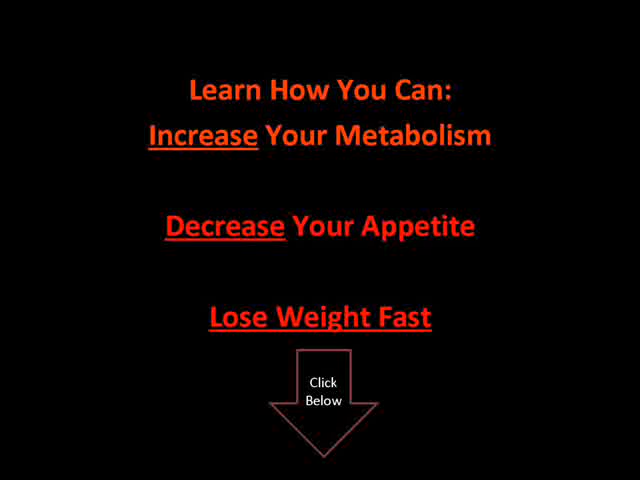 Learn How You Can:
Increase Your Metabolism
Decrease Your Appetite
Lose Weight Fast
Click
Below